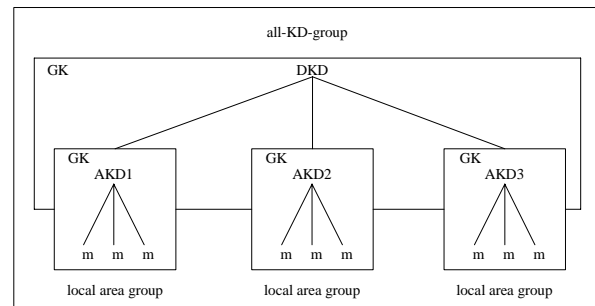 all-KD-group
GK DKD
GK GK GK
AKD1 AKD2 AKD3
m m m m m m m m m
local area group local area group local area group